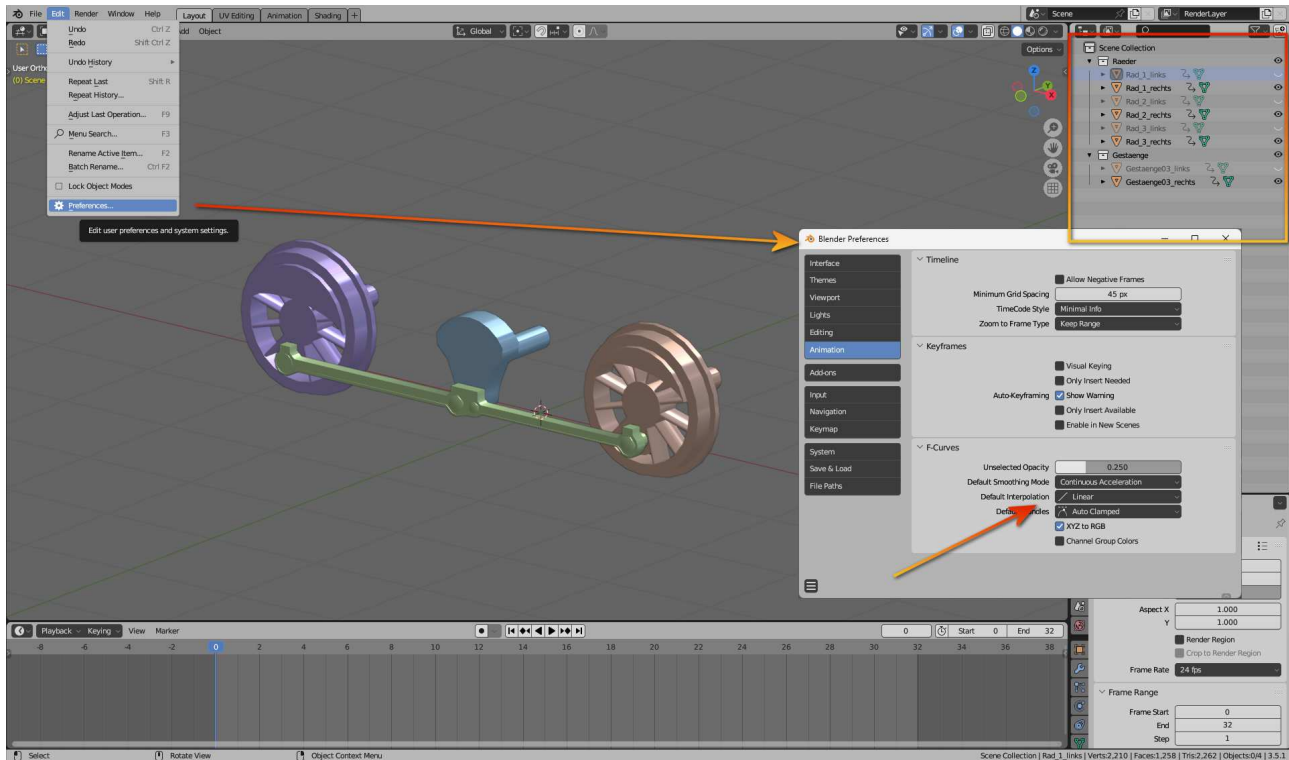 File Edit Render Window Help Layout UV Editing Animation Shading + Scene RenderLayer
Add Object Global Options
User Ortho
(0) Scene
Undo Ctrl Z
Redo Shift Ctrl Z
Undo History
Repeat Last Shift R
Repeat History...
Adjust Last Operation... F9
Menu Search... F3
Rename Active Item... F2
Batch Rename... Ctrl F2
Lock Object Modes
Preferences...
Edit user preferences and system settings.
Z
Y
X
Scene Collection
Raeder
Rad_1_links
Rad_1_rechts
Rad_2_links
Rad_2_rechts
Rad_3_links
Rad_3_rechts
Gestaenge
Gestaenge03_links
Gestaenge03_rechts
Blender Preferences
Interface
Themes
Viewport
Lights
Editing
Animation
Add-ons
Input
Navigation
Keymap
System
Save & Load
File Paths
Timeline
Allow Negative Frames
Minimum Grid Spacing 45 px
TimeCode Style Minimal Info
Zoom to Frame Type Keep Range
Keyframes
Visual Keying
Only Insert Needed
Auto-Keyframing Show Warning
Only Insert Available
Enable in New Scenes
F-Curves
Unselected Opacity 0.250
Default Smoothing Mode Continuous Acceleration
Default Interpolation Linear
Auto Clamped
XYZ to RGB
Channel Group Colors
Aspect X 1.000
Y 1.000
Render Region
Crop to Render Region
Frame Rate 24 fps
Frame Range
Frame Start 0
End 32
Step 1
Playback Keying View Marker 0 Start 0 End 32
-8 -6 -4 -2 0 2 4 6 8 10 12 14 16 18 20 22 24 26 28 30 32 34 36 38
Select Rotate View Object Context Menu Scene Collection | Rad_1_links | Verts:2,210 | Faces:1,258 | Tris:2,262 | Objects:0/4 | 3.5.1